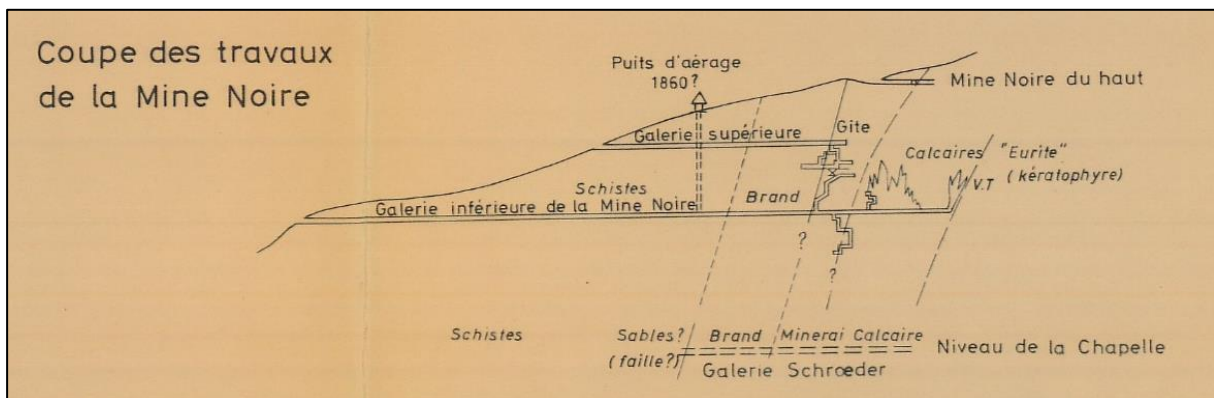 Coupe des travaux
de la Mine Noire
Puits d'aérage
1860?
Mine Noire du haut
Galerie supérieure
Gîte
Calcaires "Eurite"
(kératophyre)
V.T
Schistes
Brand
Galerie inférieure de la Mine Noire
?
?
Schistes
Sables? Brand Minerai Calcaire
(faille?)
Niveau de la Chapelle
Galerie Schrœder